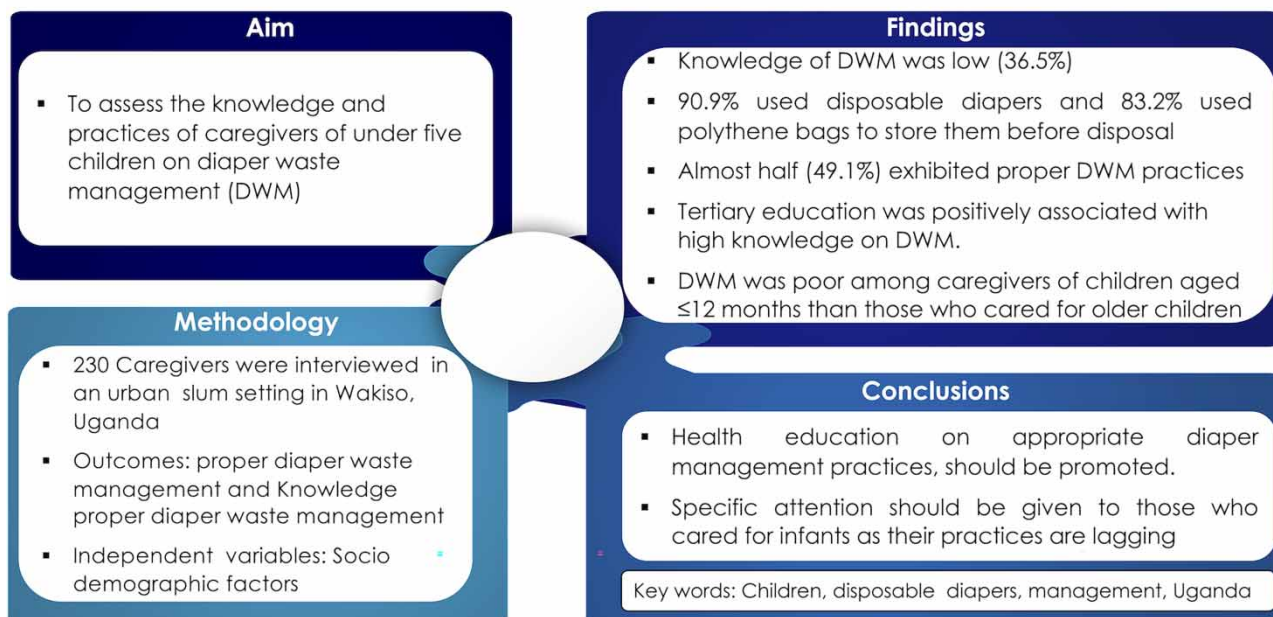 Aim
▪ To assess the knowledge and
practices of caregivers of under five
children on diaper waste
management (DWM)
Methodology
▪ 230 Caregivers were interviewed in
an urban slum setting in Wakiso,
Uganda
▪ Outcomes: proper diaper waste
management and Knowledge
proper diaper waste management
▪ Independent variables: Socio
demographic factors
Findings
▪ Knowledge of DWM was low (36.5%)
▪ 90.9% used disposable diapers and 83.2% used
polythene bags to store them before disposal
▪ Almost half (49.1%) exhibited proper DWM practices
▪ Tertiary education was positively associated with
high knowledge on DWM.
▪ DWM was poor among caregivers of children aged
≤12 months than those who cared for older children
Conclusions
▪ Health education on appropriate diaper
management practices, should be promoted.
▪ Specific attention should be given to those who
cared for infants as their practices are lagging
Key words: Children, disposable diapers, management, Uganda